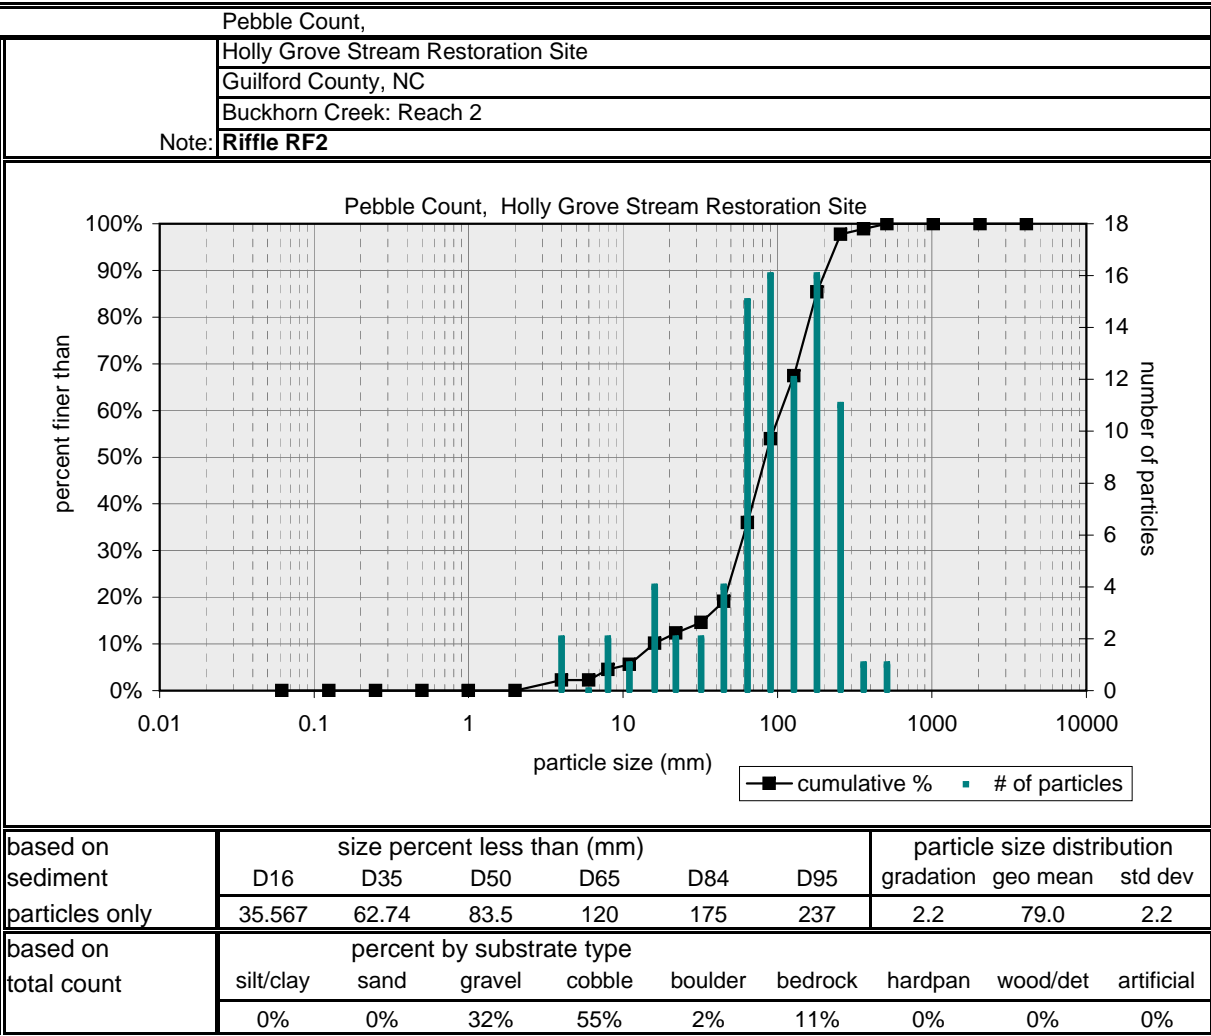 Pebble Count,
Holly Grove Stream Restoration Site
Guilford County, NC
Buckhorn Creek: Reach 2
Note: Riffle RF2
Pebble Count, Holly Grove Stream Restoration Site
100%
90%
80%
70%
60%
50%
40%
30%
20%
10%
0%
percent finer than
18
16
14
12
10
8
6
4
2
0
number of particles
0.01 0.1 1 10 100 1000 10000
particle size (mm)
cumulative % # of particles
based on size percent less than (mm) particle size distribution
sediment D16 D35 D50 D65 D84 D95 gradation geo mean std dev
particles only 35.567 62.74 83.5 120 175 237 2.2 79.0 2.2
based on percent by substrate type
total count silt/clay sand gravel cobble boulder bedrock hardpan wood/det artificial
0% 0% 32% 55% 2% 11% 0% 0% 0%